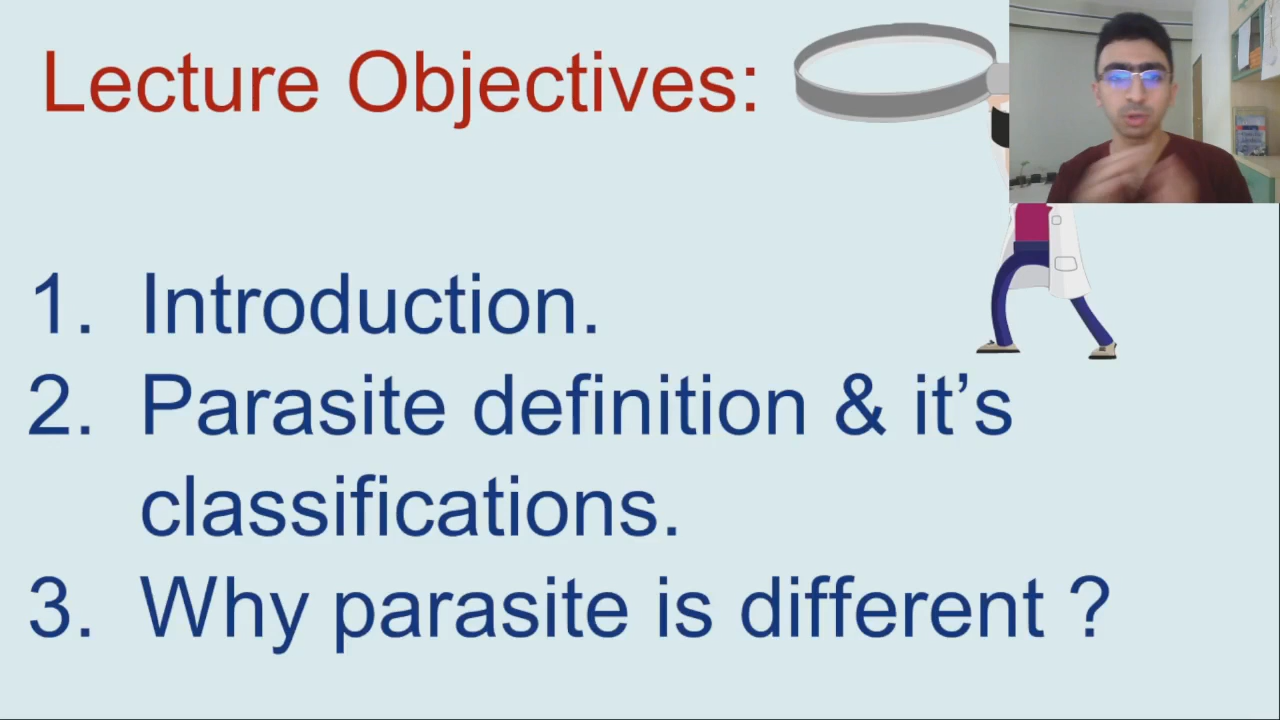 Lecture Objectives:
1. Introduction.
2. Parasite definition & it’s
classifications.
3. Why parasite is different ?